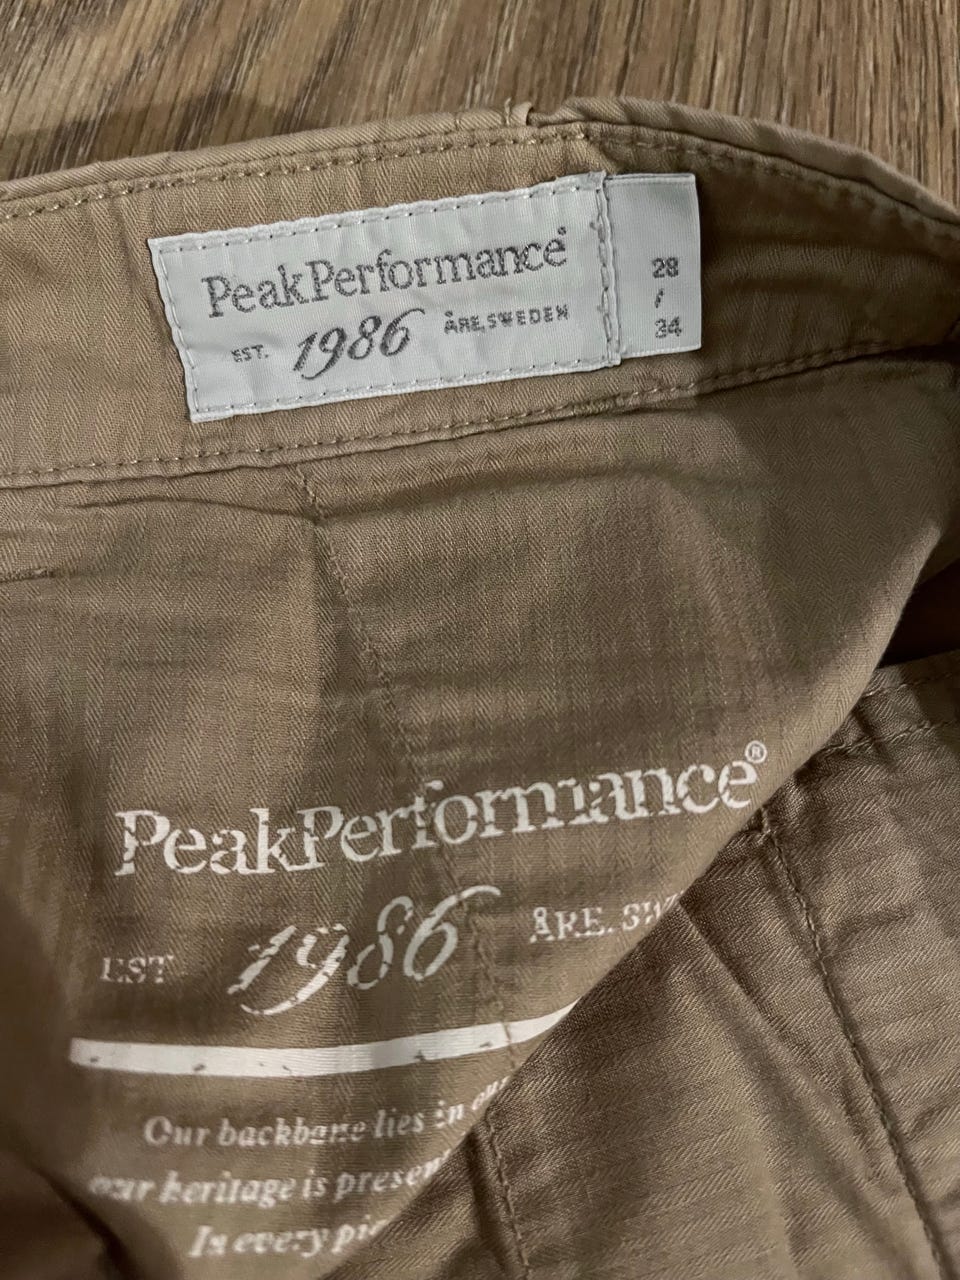 PeakPerformance®
EST. 1986 ÅRE, SWEDEN
28
/
34
PeakPerformance®
EST 1986 ÅRE.
Our backbone lies in
our heritage is
In every